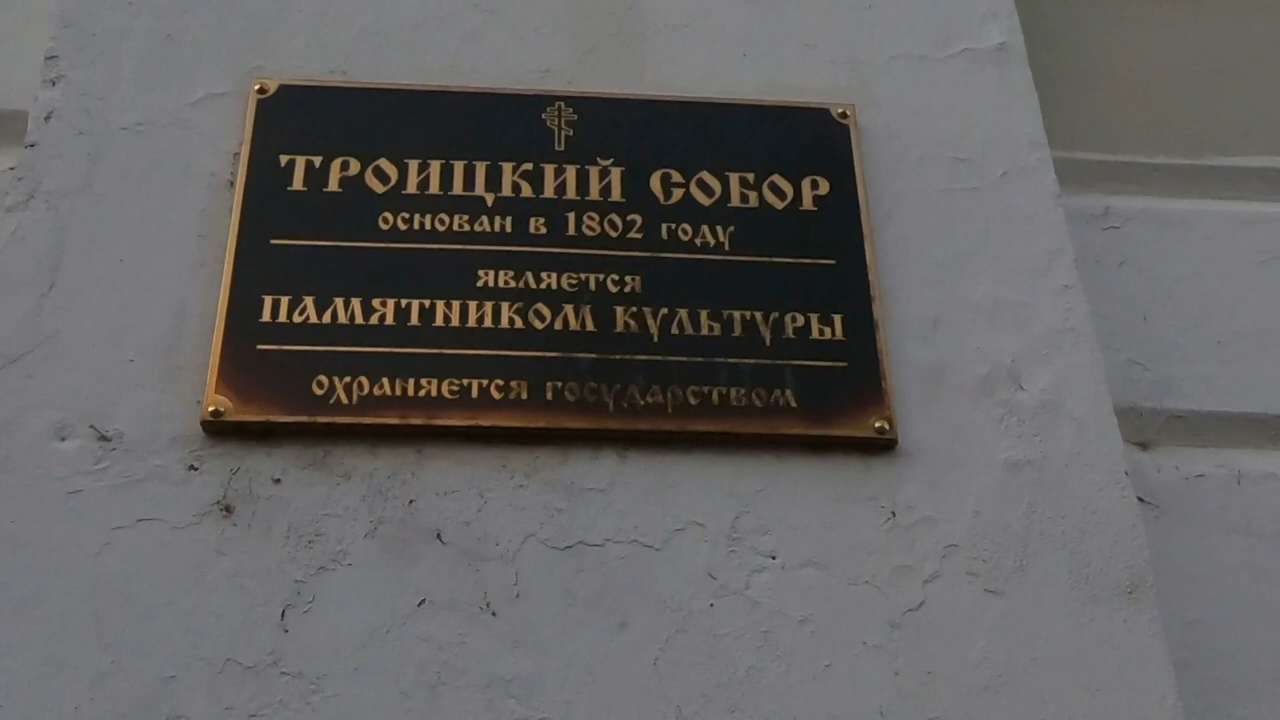 ТРОИЦКИЙ СОБОР
ОСНОВАН В 1802 ГОДУ
ЯВЛЯЕТСЯ
ПАМЯТНИКОМ КУЛЬТУРЫ
ОХРАНЯЕТСЯ ГОСУДАРСТВОМ